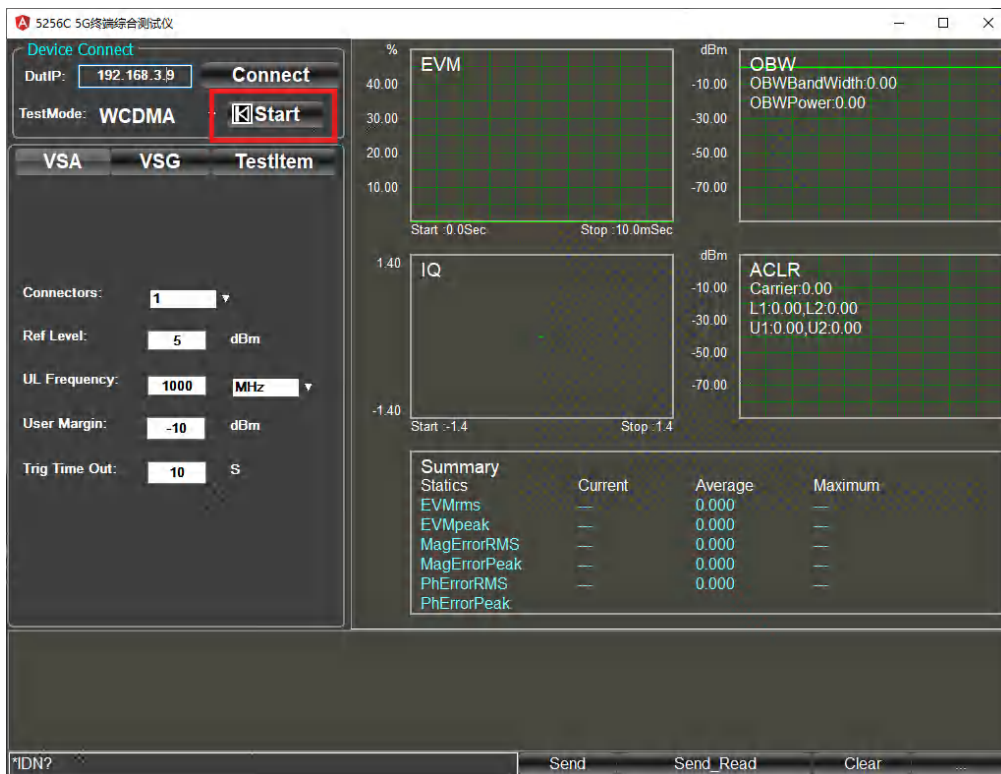 5256C 5G终端综合测试仪
Device Connect
DutIP: 192.168.3.9 Connect
TestMode: WCDMA Start
VSA VSG TestItem
Connectors: 1
Ref Level: 5 dBm
UL Frequency: 1000 MHz
User Margin: -10 dBm
Trig Time Out: 10 S
%
40.00
30.00
20.00
10.00
EVM
Start :0.0Sec Stop :10.0mSec
dBm
-10.00
-30.00
-50.00
-70.00
OBW
OBWBandWidth:0.00
OBWPower:0.00
1.40
-1.40
IQ
Start :-1.4 Stop :1.4
dBm
-10.00
-30.00
-50.00
-70.00
ACLR
Carrier:0.00
L1:0.00,L2:0.00
U1:0.00,U2:0.00
Summary
Statics Current Average Maximum
EVMrms — 0.000 —
EVMpeak — 0.000 —
MagErrorRMS — 0.000 —
MagErrorPeak — 0.000 —
PhErrorRMS — 0.000 —
PhErrorPeak
*IDN? Send Send_Read Clear ...